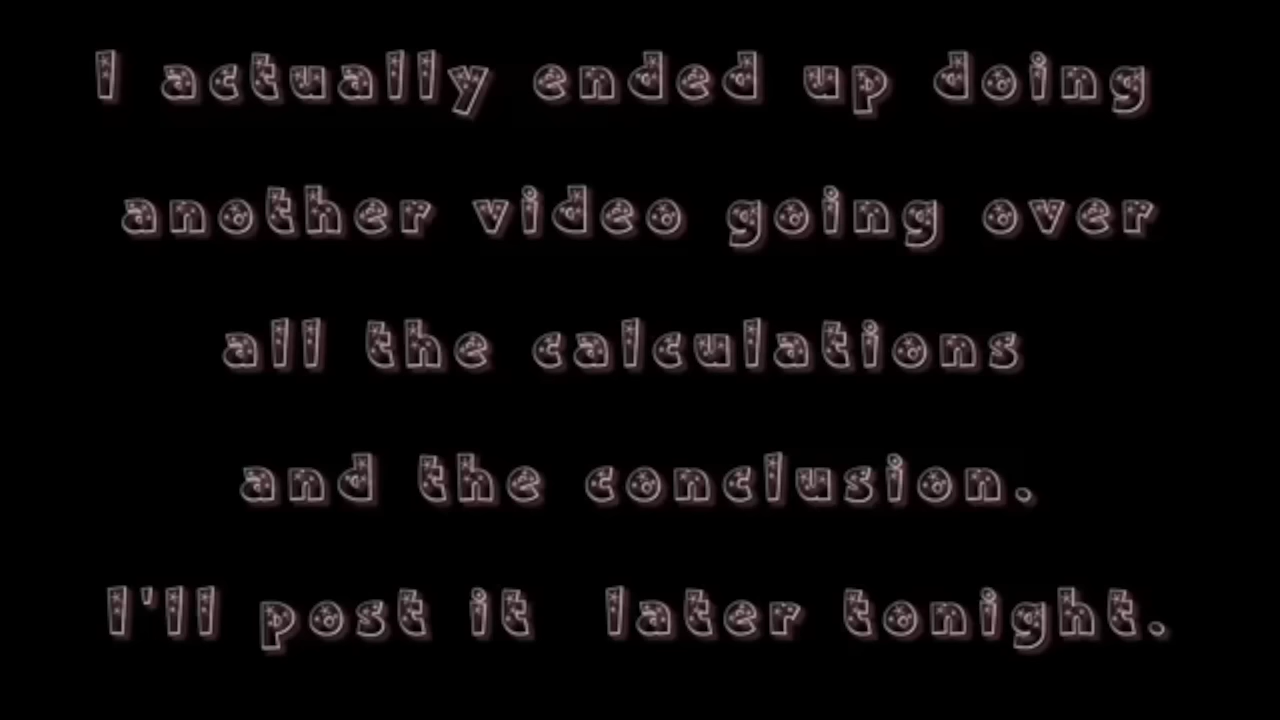 I actually ended up doing
another video going over
all the calculations
and the conclusion.
I'll post it later tonight.